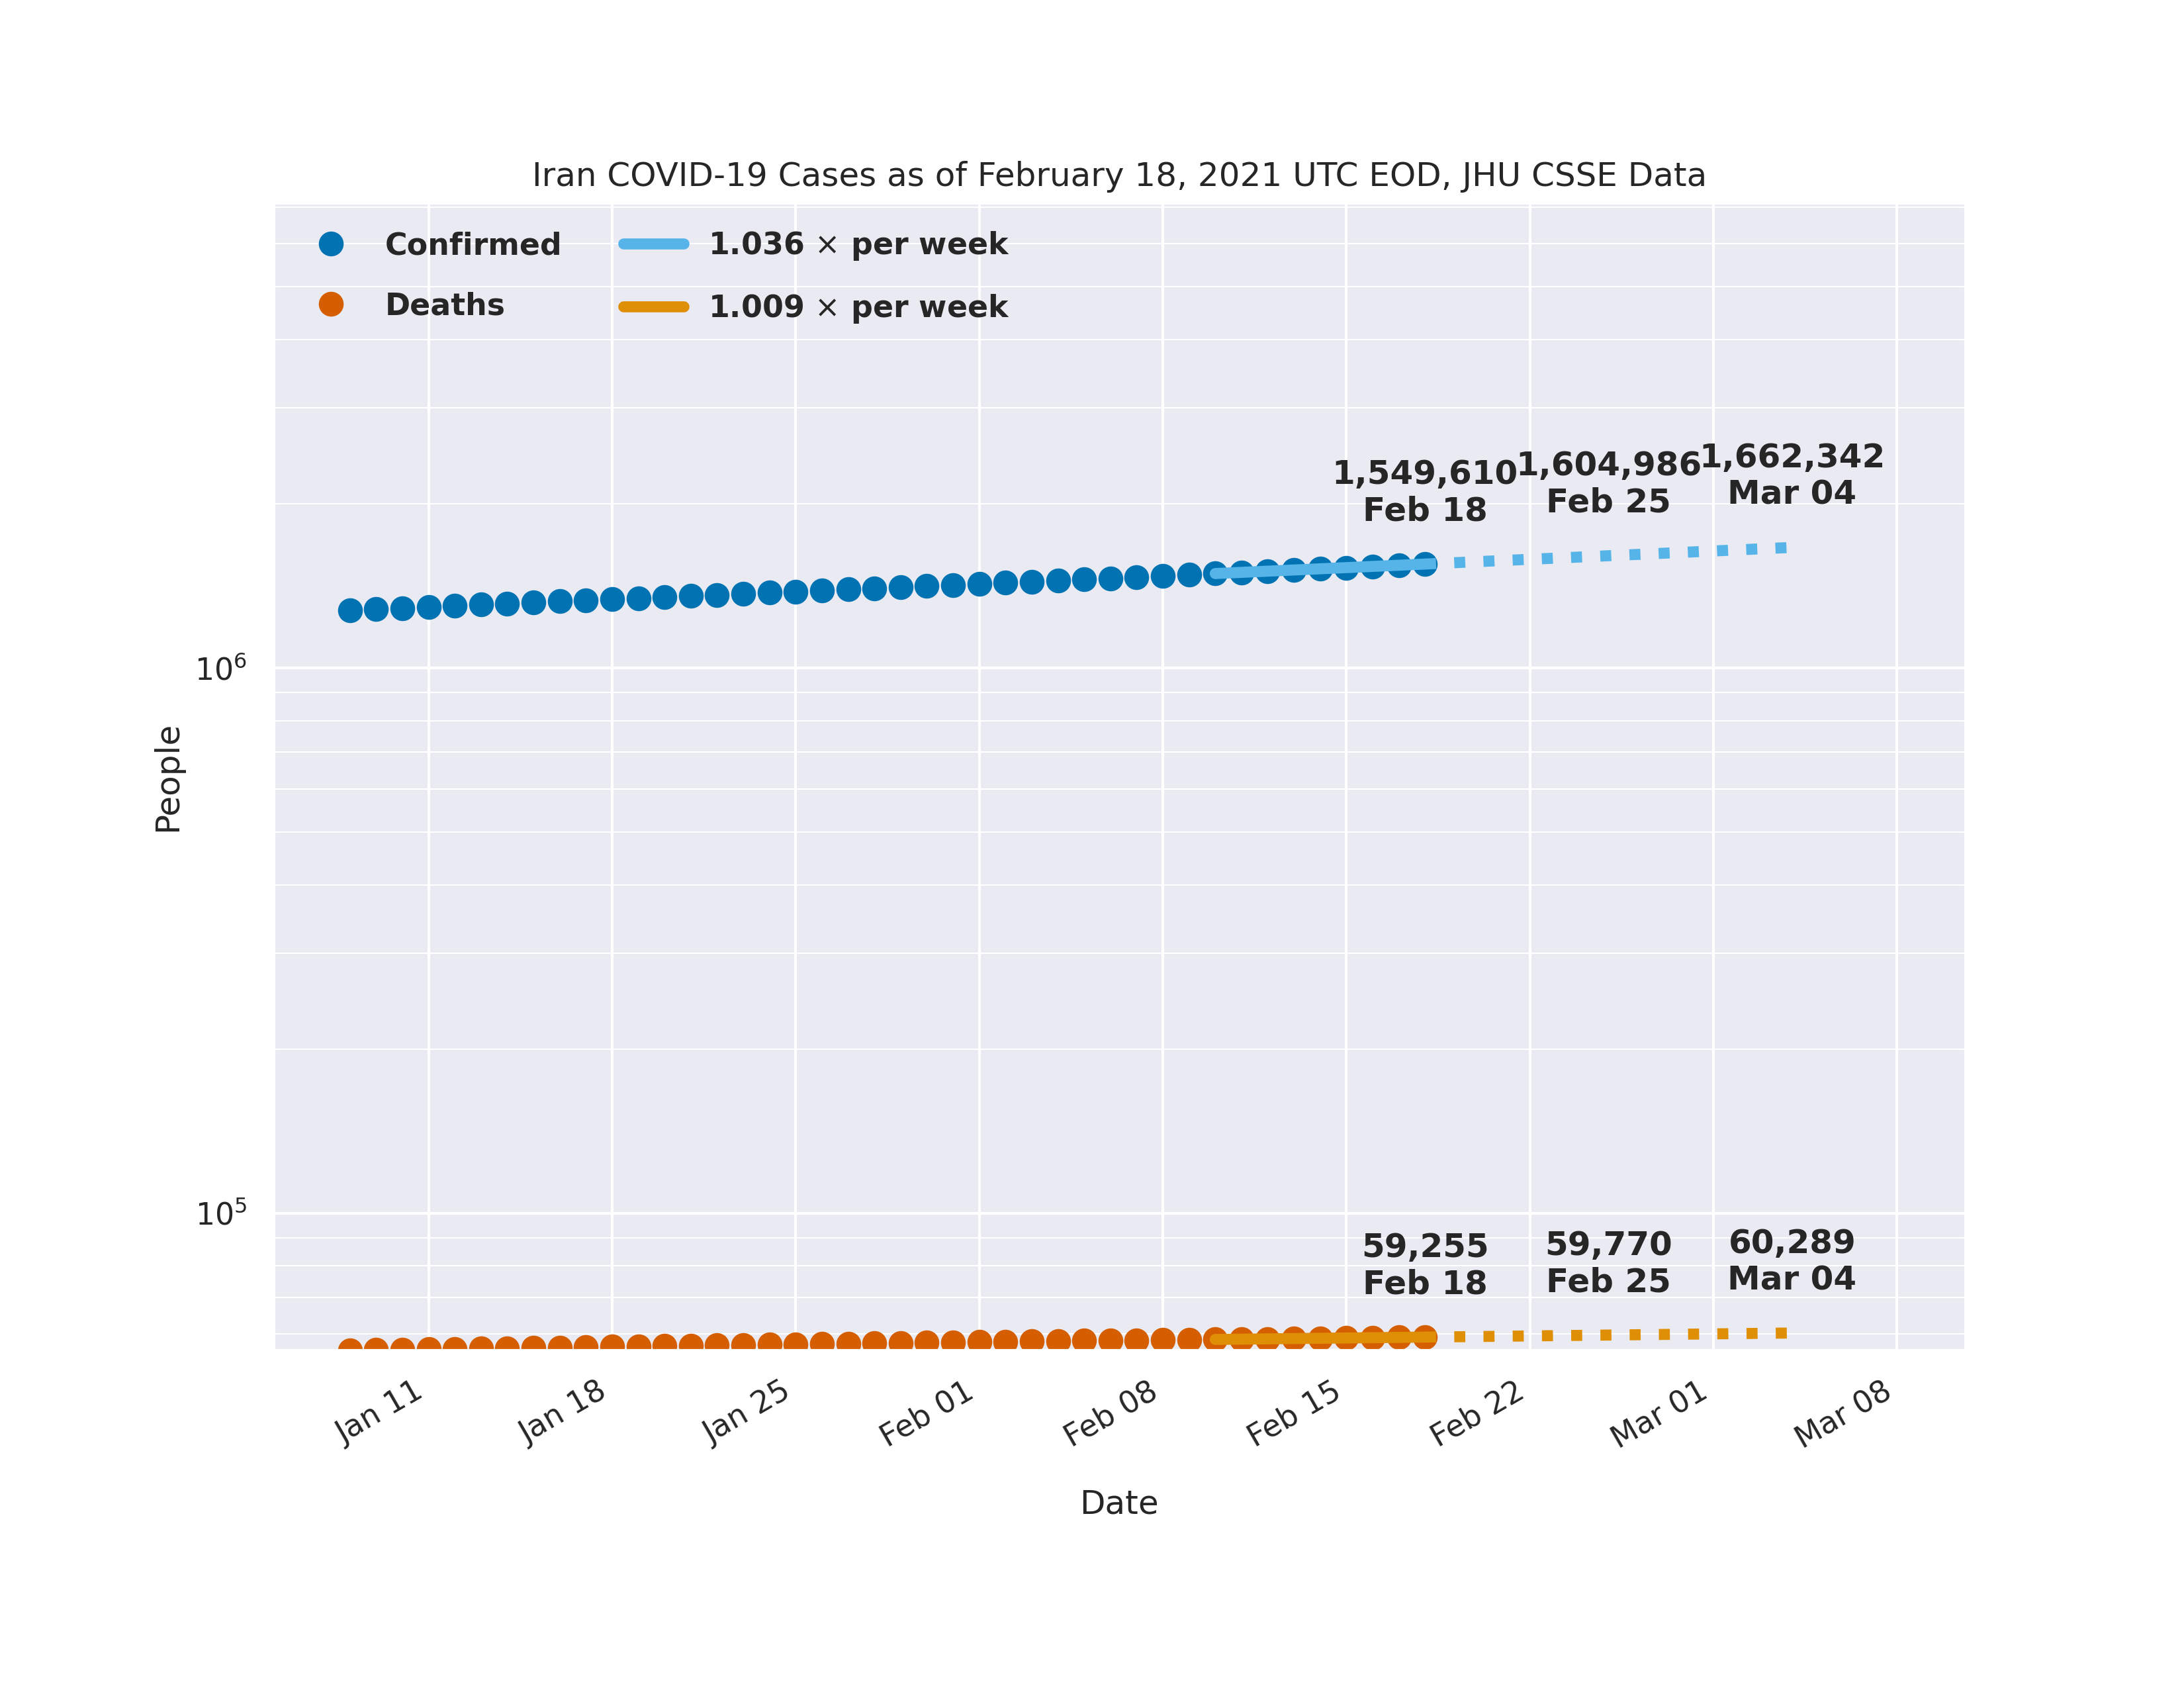 Iran COVID-19 Cases as of February 18, 2021 UTC EOD, JHU CSSE Data
Confirmed
Deaths
1.036 × per week
1.009 × per week
1,549,610
Feb 18
1,604,986
Feb 25
1,662,342
Mar 04
10⁶
People
10⁵
59,255
Feb 18
59,770
Feb 25
60,289
Mar 04
Jan 11
Jan 18
Jan 25
Feb 01
Feb 08
Feb 15
Feb 22
Mar 01
Mar 08
Date